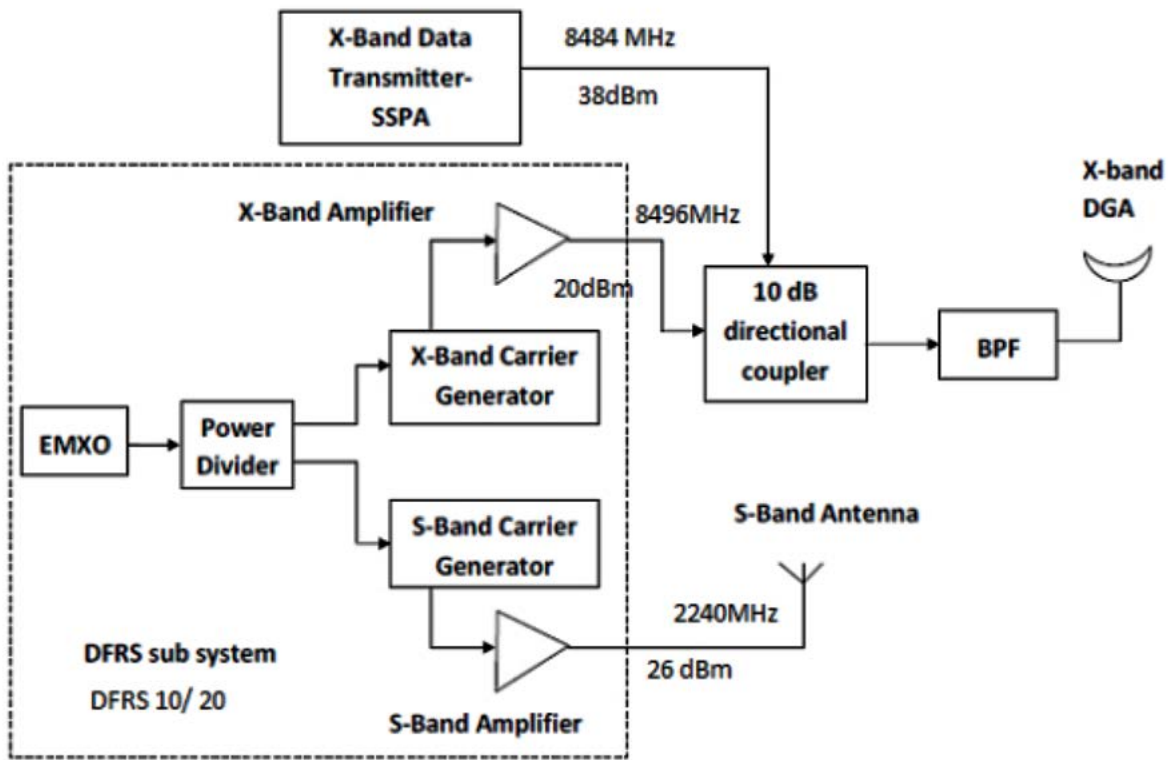 X-Band Data
Transmitter-
SSPA
8484 MHz
38dBm
X-band
DGA
X-Band Amplifier
8496MHz
20dBm
10 dB
directional
coupler
BPF
X-Band Carrier
Generator
EMXO
Power
Divider
S-Band Carrier
Generator
S-Band Antenna
2240MHz
26 dBm
DFRS sub system
DFRS 10/ 20
S-Band Amplifier